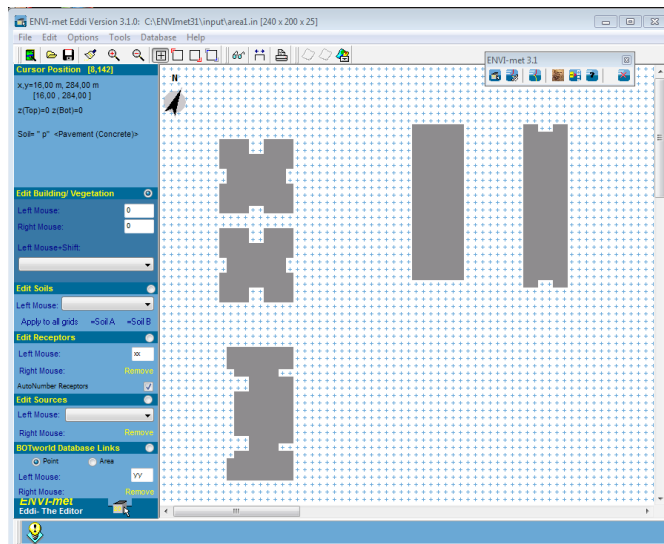 ENVI-met Eddi Version 3.1.0: C:\ENVImet31\input\area1.in [240 x 200 x 25]
File Edit Options Tools Database Help
Cursor Position [8,142]
x,y=16,00 m, 284,00 m
[16,00 , 284,00 ]
z(Top)=0 z(Bot)=0
Soil= " p" <Pavement (Concrete)>
N
ENVI-met 3.1
Edit Building/ Vegetation
Left Mouse: 0
Right Mouse: 0
Left Mouse+Shift:
Edit Soils
Left Mouse:
Apply to all grids =Soil A =Soil B
Edit Receptors
Left Mouse: xx
Right Mouse: Remove
AutoNumber Receptors
Edit Sources
Left Mouse:
Right Mouse: Remove
BOTworld Database Links
Point Area
Left Mouse: YY
Right Mouse: Remove
ENVI-met
Eddi- The Editor